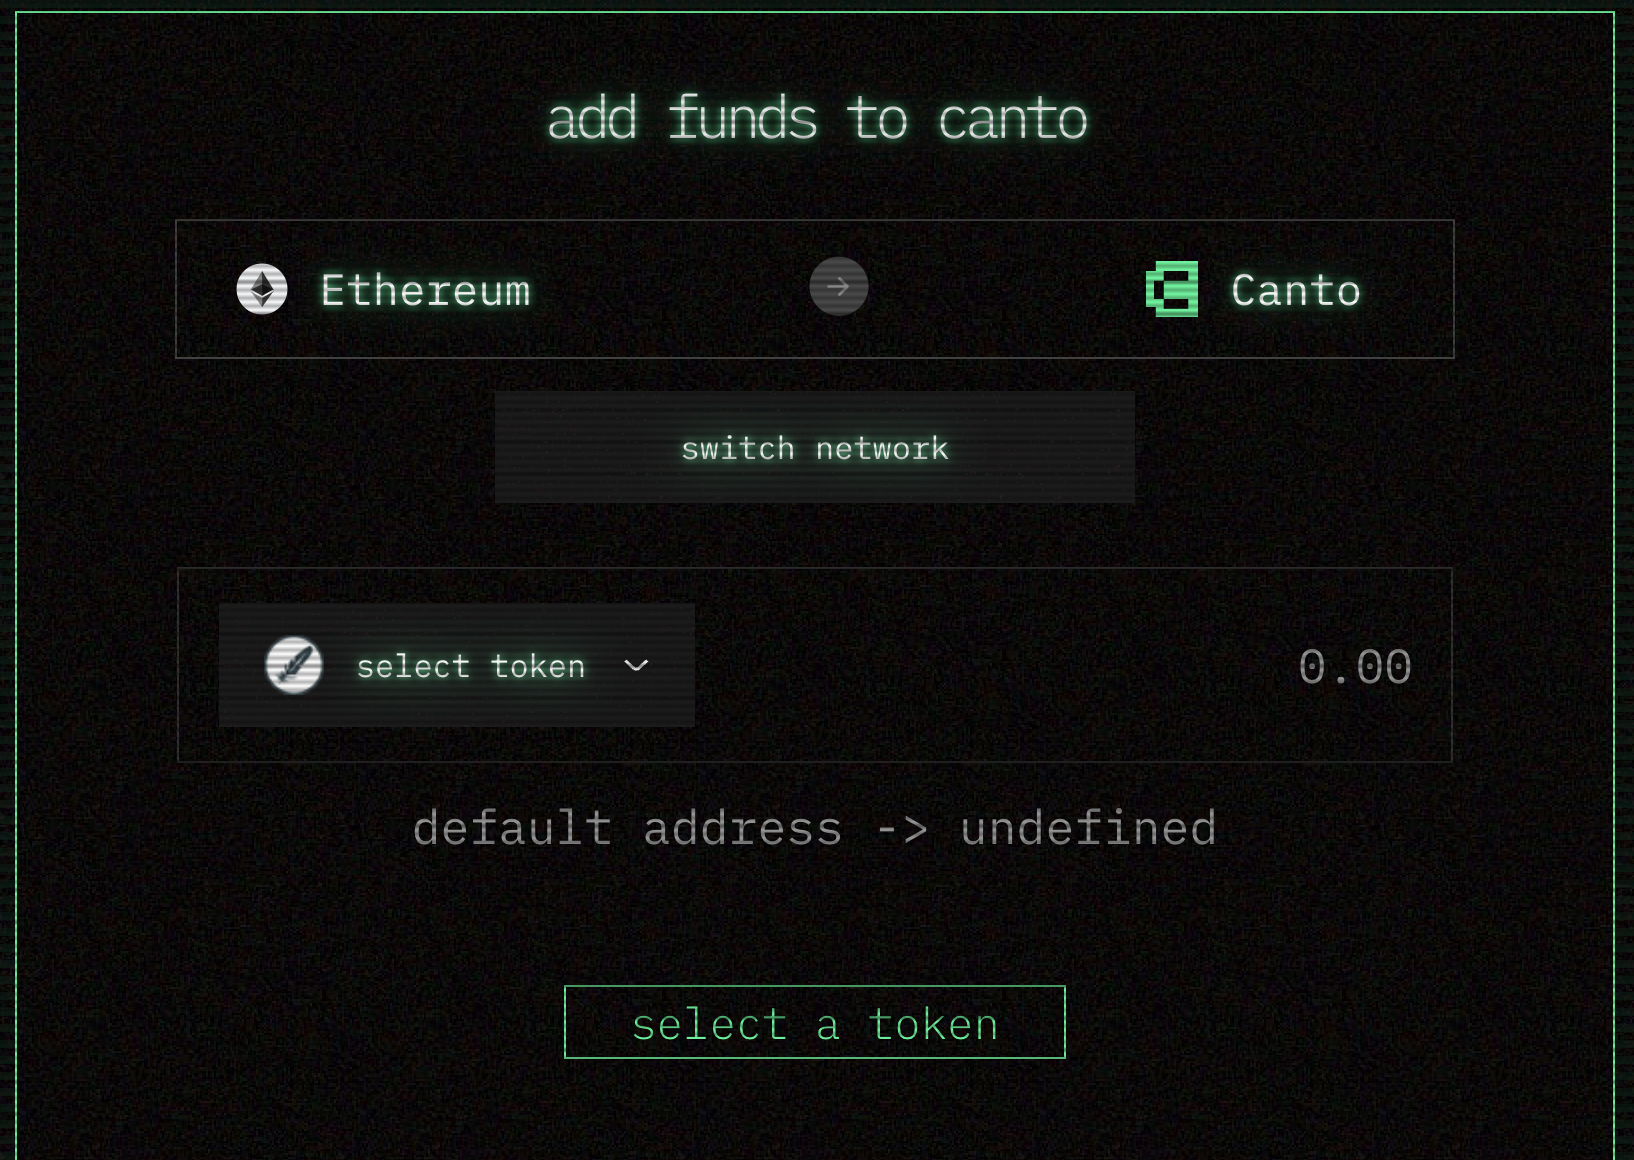 add funds to canto
Ethereum
Canto
switch network
select token
0.00
default address -> undefined
select a token